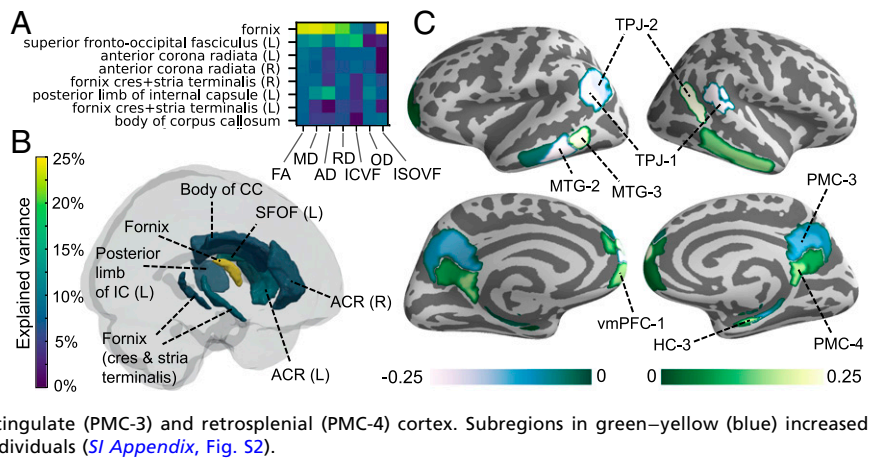 A
fornix
superior fronto-occipital fasciculus (L)
anterior corona radiata (L)
anterior corona radiata (R)
fornix cres+stria terminalis (R)
posterior limb of internal capsule (L)
fornix cres+stria terminalis (L)
body of corpus callosum
FA
MD
AD
RD
ICVF
OD
ISOVF
B
Explained variance
25%
20%
15%
10%
5%
0%
Body of CC
SFOF (L)
Fornix
Posterior
limb
of IC (L)
ACR (R)
Fornix
(cres & stria
terminalis)
ACR (L)
C
TPJ-2
TPJ-1
MTG-2
MTG-3
PMC-3
vmPFC-1
HC-3
PMC-4
-0.25
0
0
0.25
cingulate (PMC-3) and retrosplenial (PMC-4) cortex. Subregions in green−yellow (blue) increased
dividuals (SI Appendix, Fig. S2).